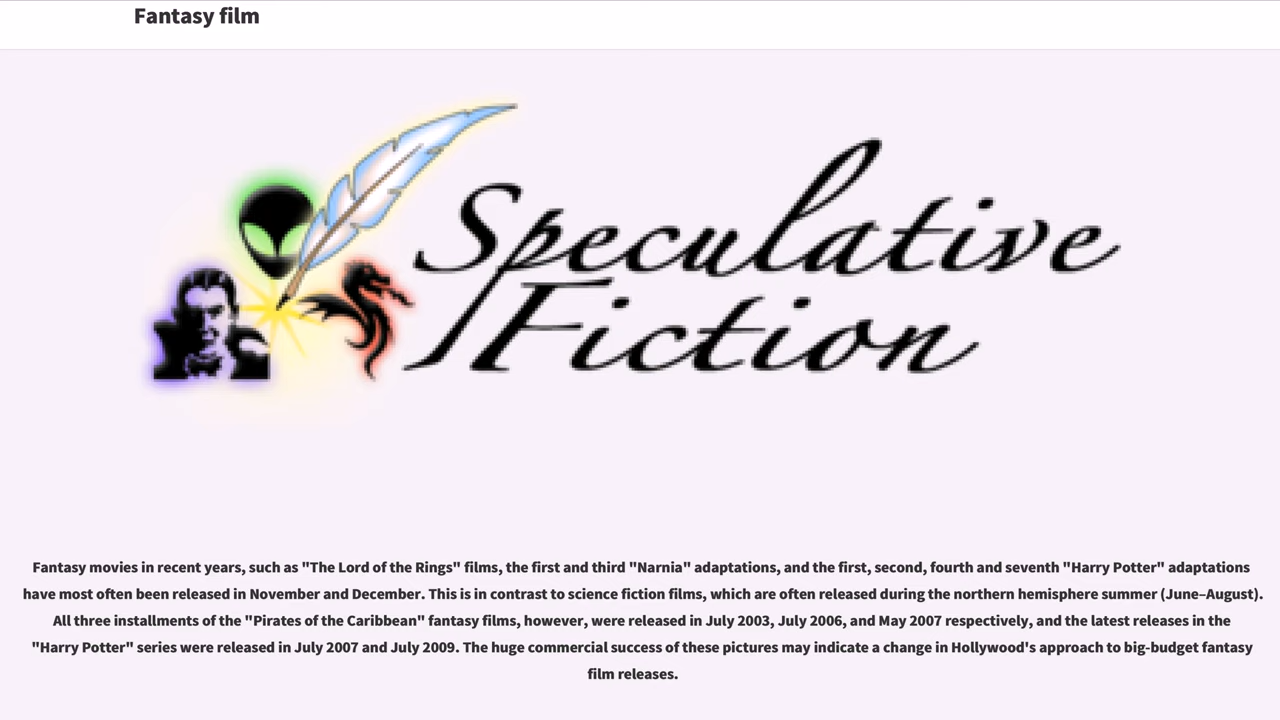 Fantasy film
Speculative
Fiction
Fantasy movies in recent years, such as "The Lord of the Rings" films, the first and third "Narnia" adaptations, and the first, second, fourth and seventh "Harry Potter" adaptations
have most often been released in November and December. This is in contrast to science fiction films, which are often released during the northern hemisphere summer (June–August).
All three installments of the "Pirates of the Caribbean" fantasy films, however, were released in July 2003, July 2006, and May 2007 respectively, and the latest releases in the
"Harry Potter" series were released in July 2007 and July 2009. The huge commercial success of these pictures may indicate a change in Hollywood's approach to big-budget fantasy
film releases.